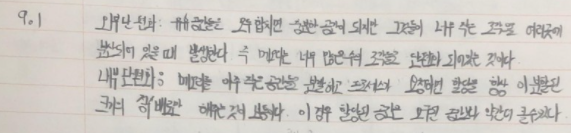 9.1 외부 단편화: 유휴 공간들을 모두 합치면 충분한 공간이 되지만 그것들이 너무 작은 조각들로 여러곳에
분산되어 있을 때 발생한다. 즉 메모리는 너무 많은 수의 조각들로 단편화 되어 있는 것이다.
내부 단편화: 메모리를 아주 작은 공간들로 분할하고 프로세스가 요청하면 할당을 항상 이 분할된
크기의 정수배로만 해주는 것이 보통이다. 이 경우 할당된 공간은 요구된 공간보다 약간 더 클 수 있다.